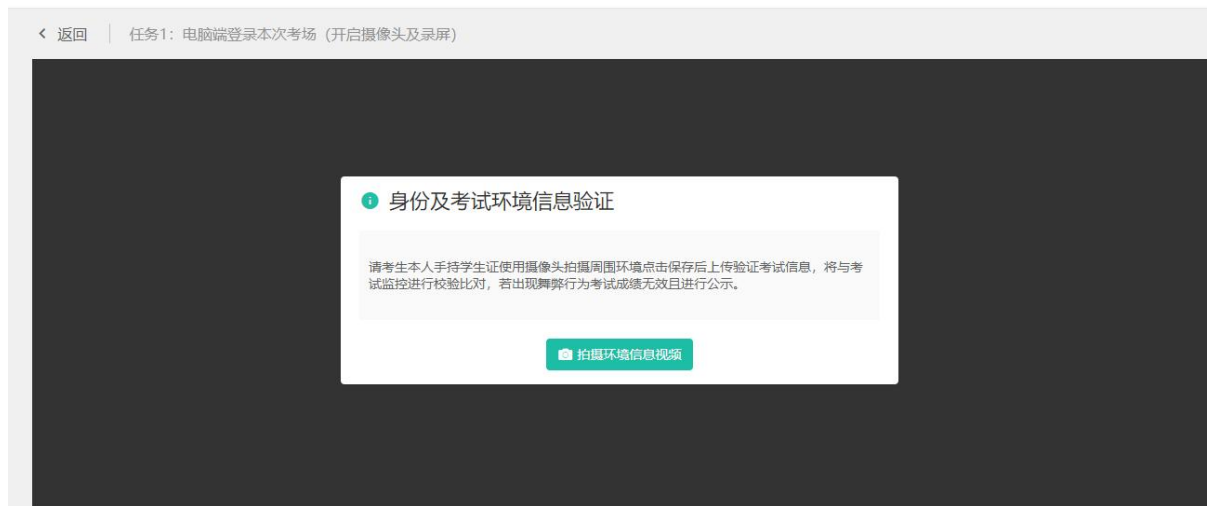 返回 任务1：电脑端登录本次考场（开启摄像头及录屏）
身份及考试环境信息验证
请考生本人手持学生证使用摄像头拍摄周围环境点击保存后上传验证考试信息，将与考
试监控进行校验比对，若出现舞弊行为考试成绩无效且进行公示。
拍摄环境信息视频